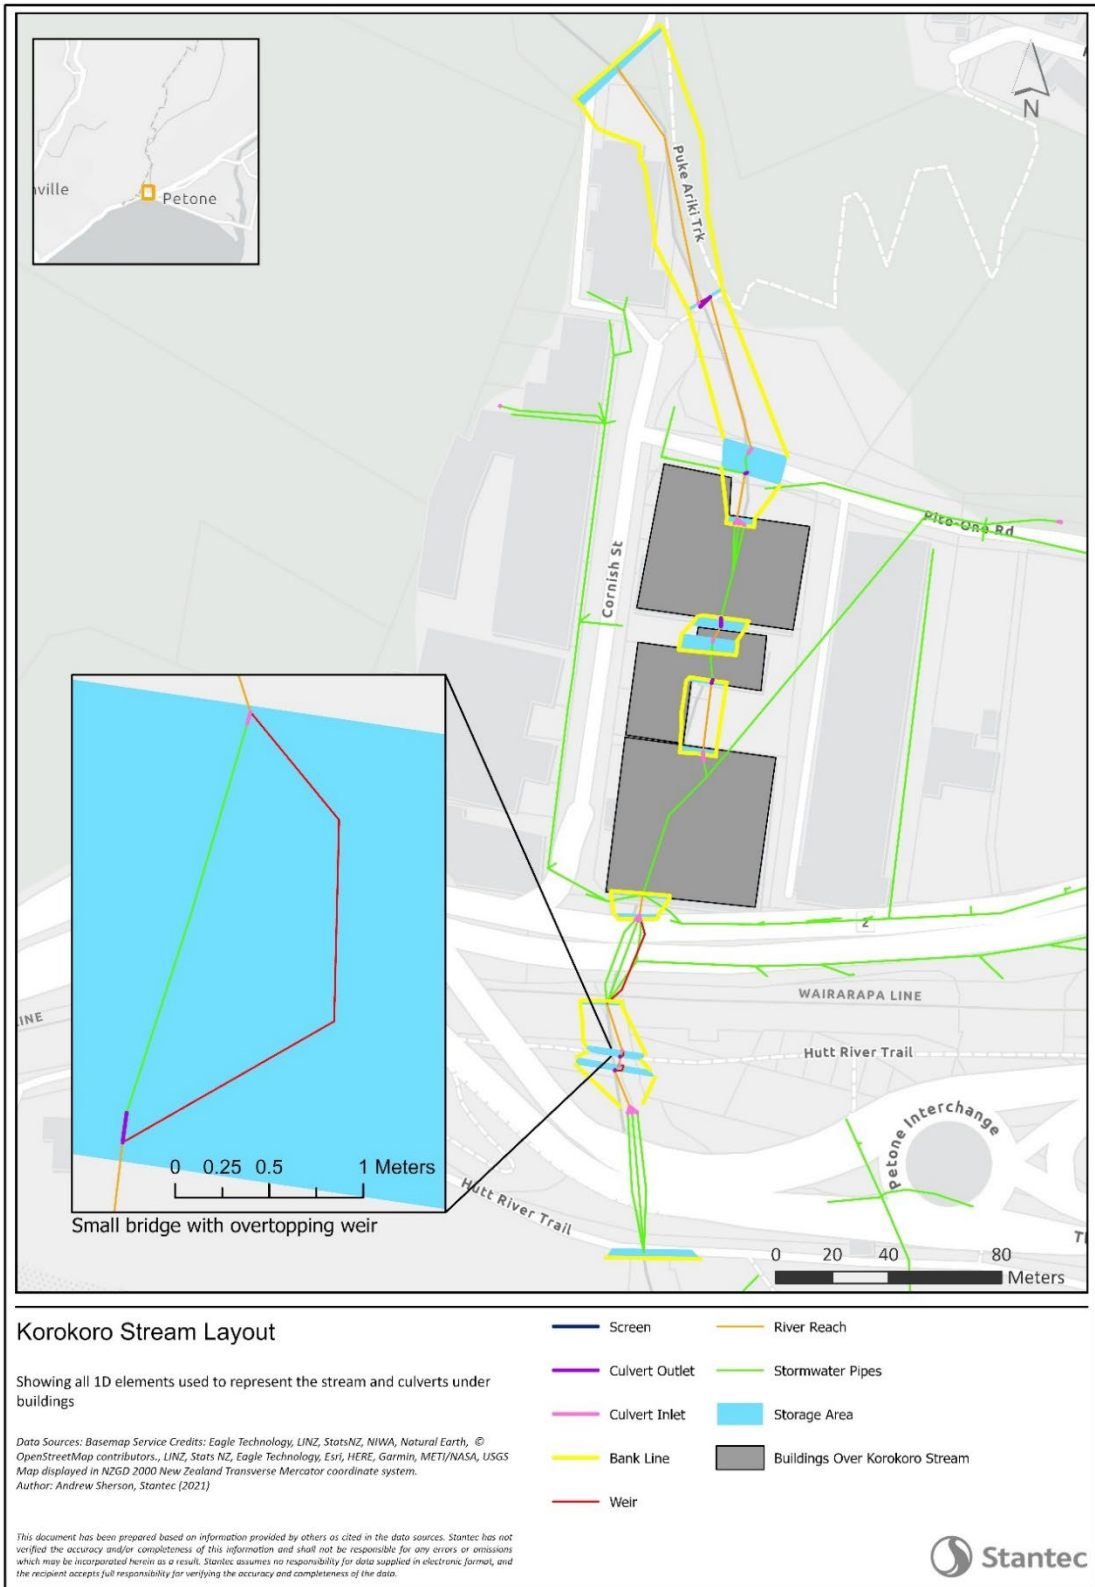 ville
Petone
N
Puke Ariki Trk
Pito-One Rd
Cornish St
2
WAIRARAPA LINE
LINE
Hutt River Trail
Petone Interchange
Hutt River Trail
0 0.25 0.5 1 Meters
Small bridge with overtopping weir
0 20 40 80
Meters
Korokoro Stream Layout
Showing all 1D elements used to represent the stream and culverts under
buildings
Data Sources: Basemap Service Credits: Eagle Technology, LINZ, StatsNZ, NIWA, Natural Earth, ©
OpenStreetMap contributors., LINZ, Stats NZ, Eagle Technology, Esri, HERE, Garmin, METI/NASA, USGS
Map displayed in NZGD 2000 New Zealand Transverse Mercator coordinate system.
Author: Andrew Sherson, Stantec (2021)
This document has been prepared based on information provided by others as cited in the data sources. Stantec has not
verified the accuracy and/or completeness of this information and shall not be responsible for any errors or omissions
which may be incorporated herein as a result. Stantec assumes no responsibility for data supplied in electronic format, and
the recipient accepts full responsibility for verifying the accuracy and completeness of the data.
Screen
Culvert Outlet
Culvert Inlet
Bank Line
Weir
River Reach
Stormwater Pipes
Storage Area
Buildings Over Korokoro Stream
Stantec